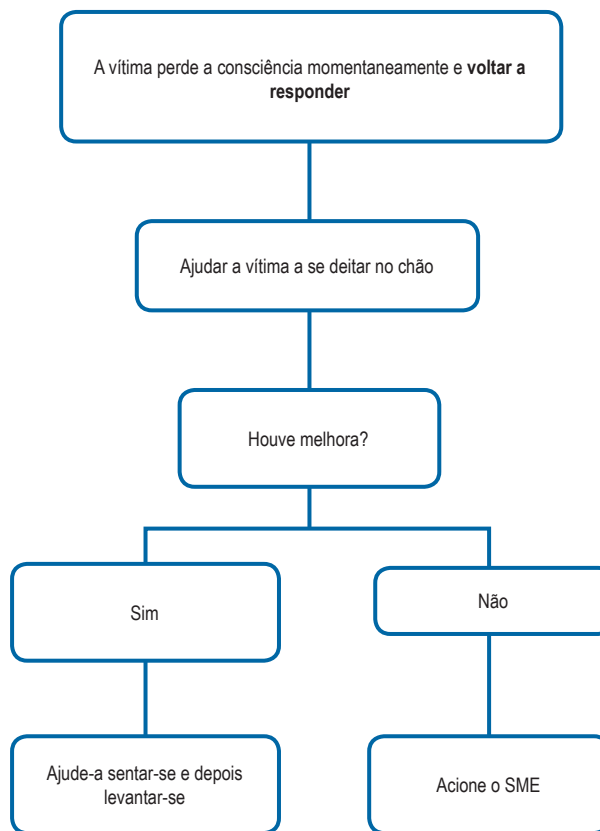 A vítima perde a consciência momentaneamente e voltar a
responder
Ajudar a vítima a se deitar no chão
Houve melhora?
Sim
Não
Ajude-a sentar-se e depois
levantar-se
Acione o SME